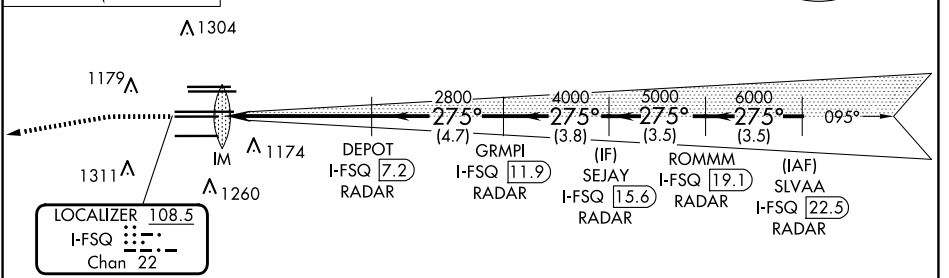 1304
1179
2800 4000 5000 6000
275° 275° 275° 275° 095°
(4.7) (3.8) (3.5) (3.5)
IM
1174
1311
1260
DEPOT
I-FSQ 7.2
RADAR
GRMPI
I-FSQ 11.9
RADAR
(IF)
SEJAY
I-FSQ 15.6
RADAR
ROMMM
I-FSQ 19.1
RADAR
(IAF)
SLVAA
I-FSQ 22.5
RADAR
LOCALIZER 108.5
I-FSQ
Chan 22